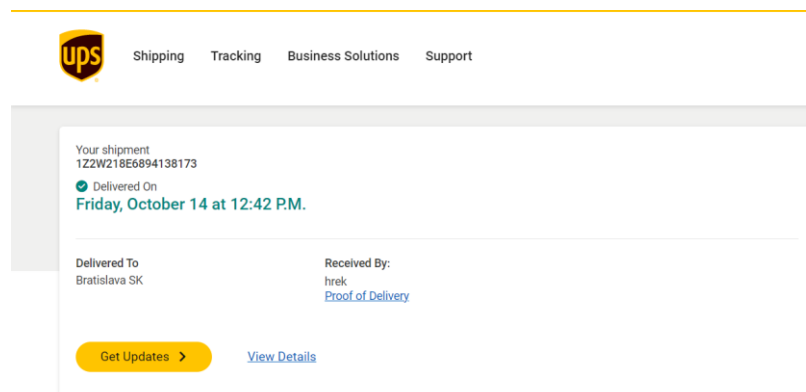 ups
Shipping Tracking Business Solutions Support
Your shipment
1Z2W218E6894138173
Delivered On
Friday, October 14 at 12:42 P.M.
Delivered To
Bratislava SK
Received By:
hrek
Proof of Delivery
Get Updates
View Details